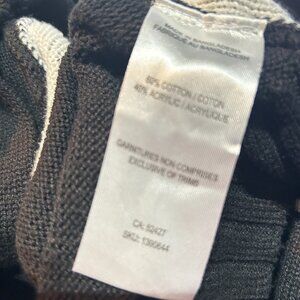 MADE IN BANGLADESH
FABRIQUE AU BANGLADESH
60% COTTON / COTON
40% ACRYLIC / ACRYLIQUE
GARNITURES NON COMPRISES
EXCLUSIVE OF TRIMS
CA: 52427
SKU: 1390644